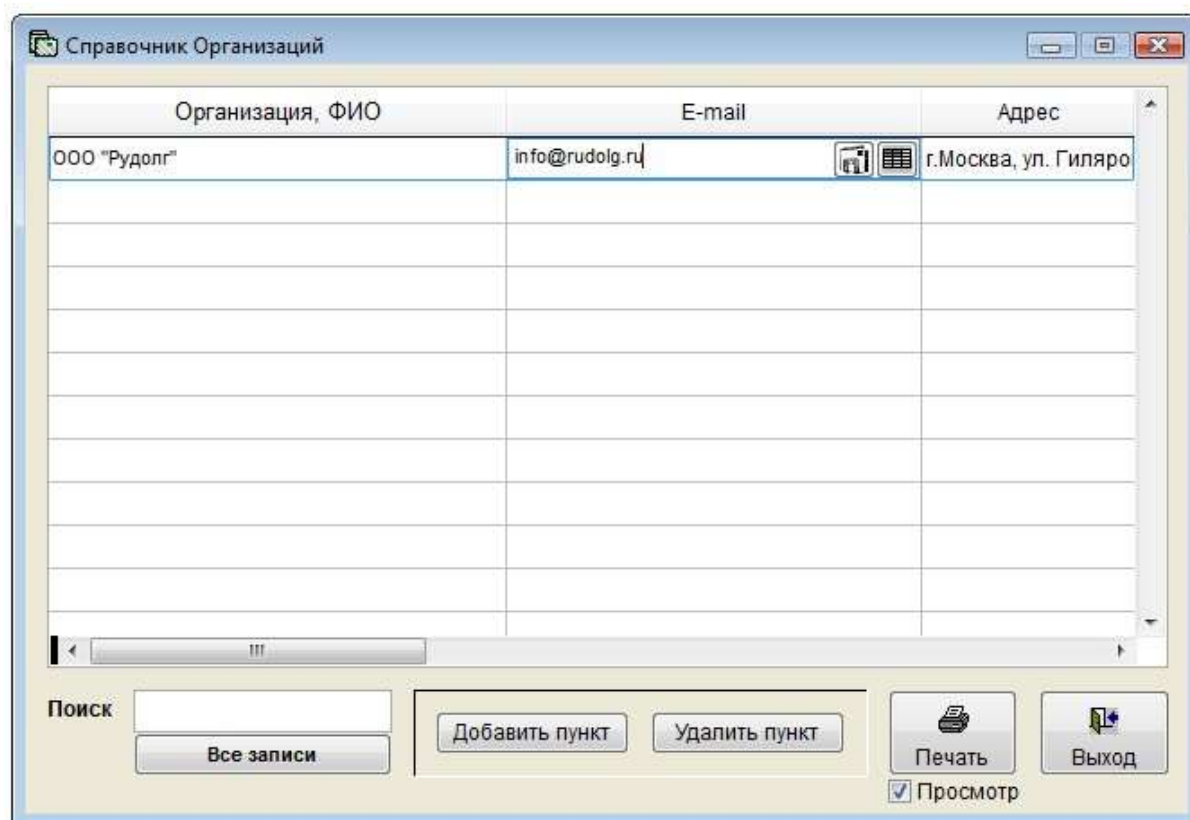 Справочник Организаций
Организация, ФИО E-mail Адрес
ООО "Рудолг" info@rudolg.ru г.Москва, ул. Гиляро
Поиск
Добавить пункт Удалить пункт
Все записи
Печать Выход
Просмотр